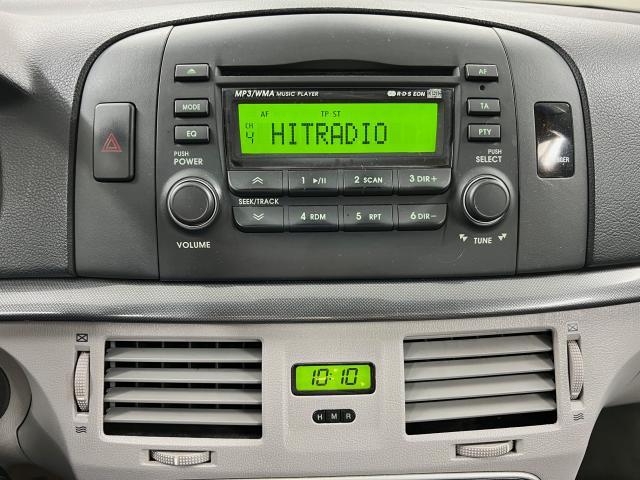 MP3/WMA MUSIC PLAYER
R·D·S EON
AF
MODE
AF TP ST
TA
CH 4 HITRADIO
EQ
PTY
PUSH POWER
PUSH SELECT
1 ▶/II
2 SCAN
3 DIR+
SEEK/TRACK
4 RDM
5 RPT
6 DIR−
VOLUME
TUNE
10:10
H M R